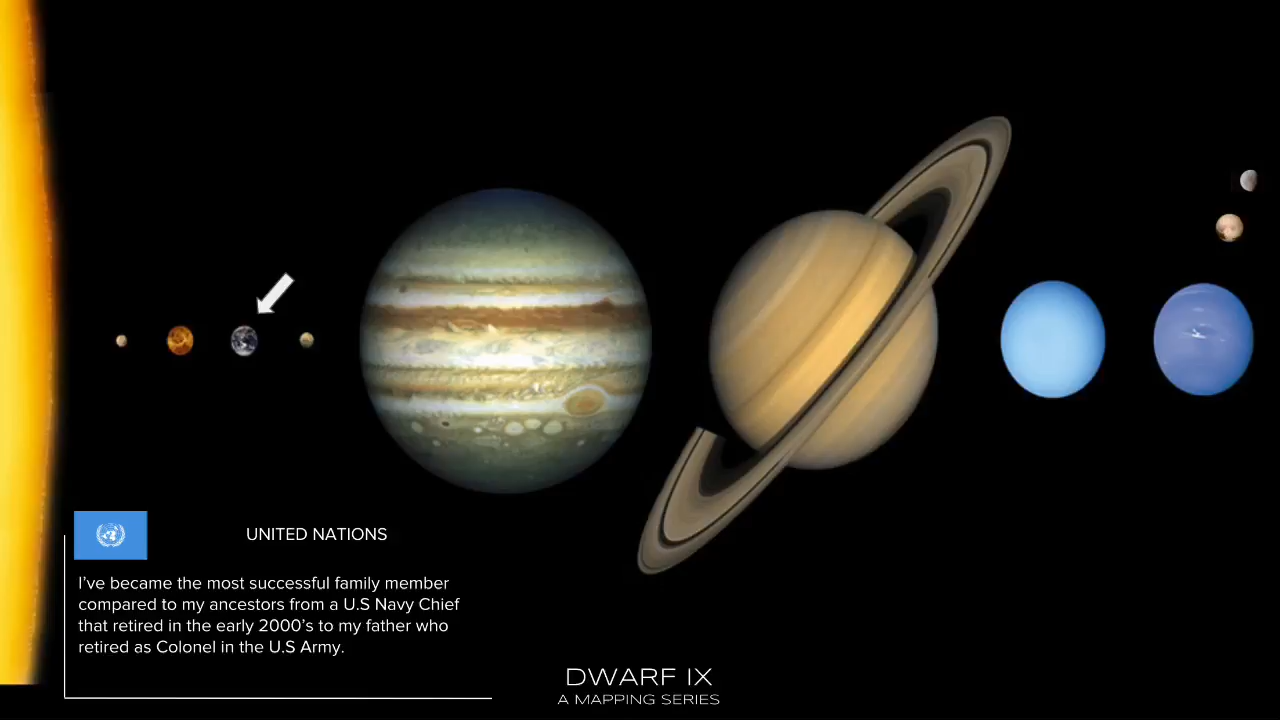 UNITED NATIONS
I've became the most successful family member
compared to my ancestors from a U.S Navy Chief
that retired in the early 2000's to my father who
retired as Colonel in the U.S Army.
DWARF IX
A MAPPING SERIES